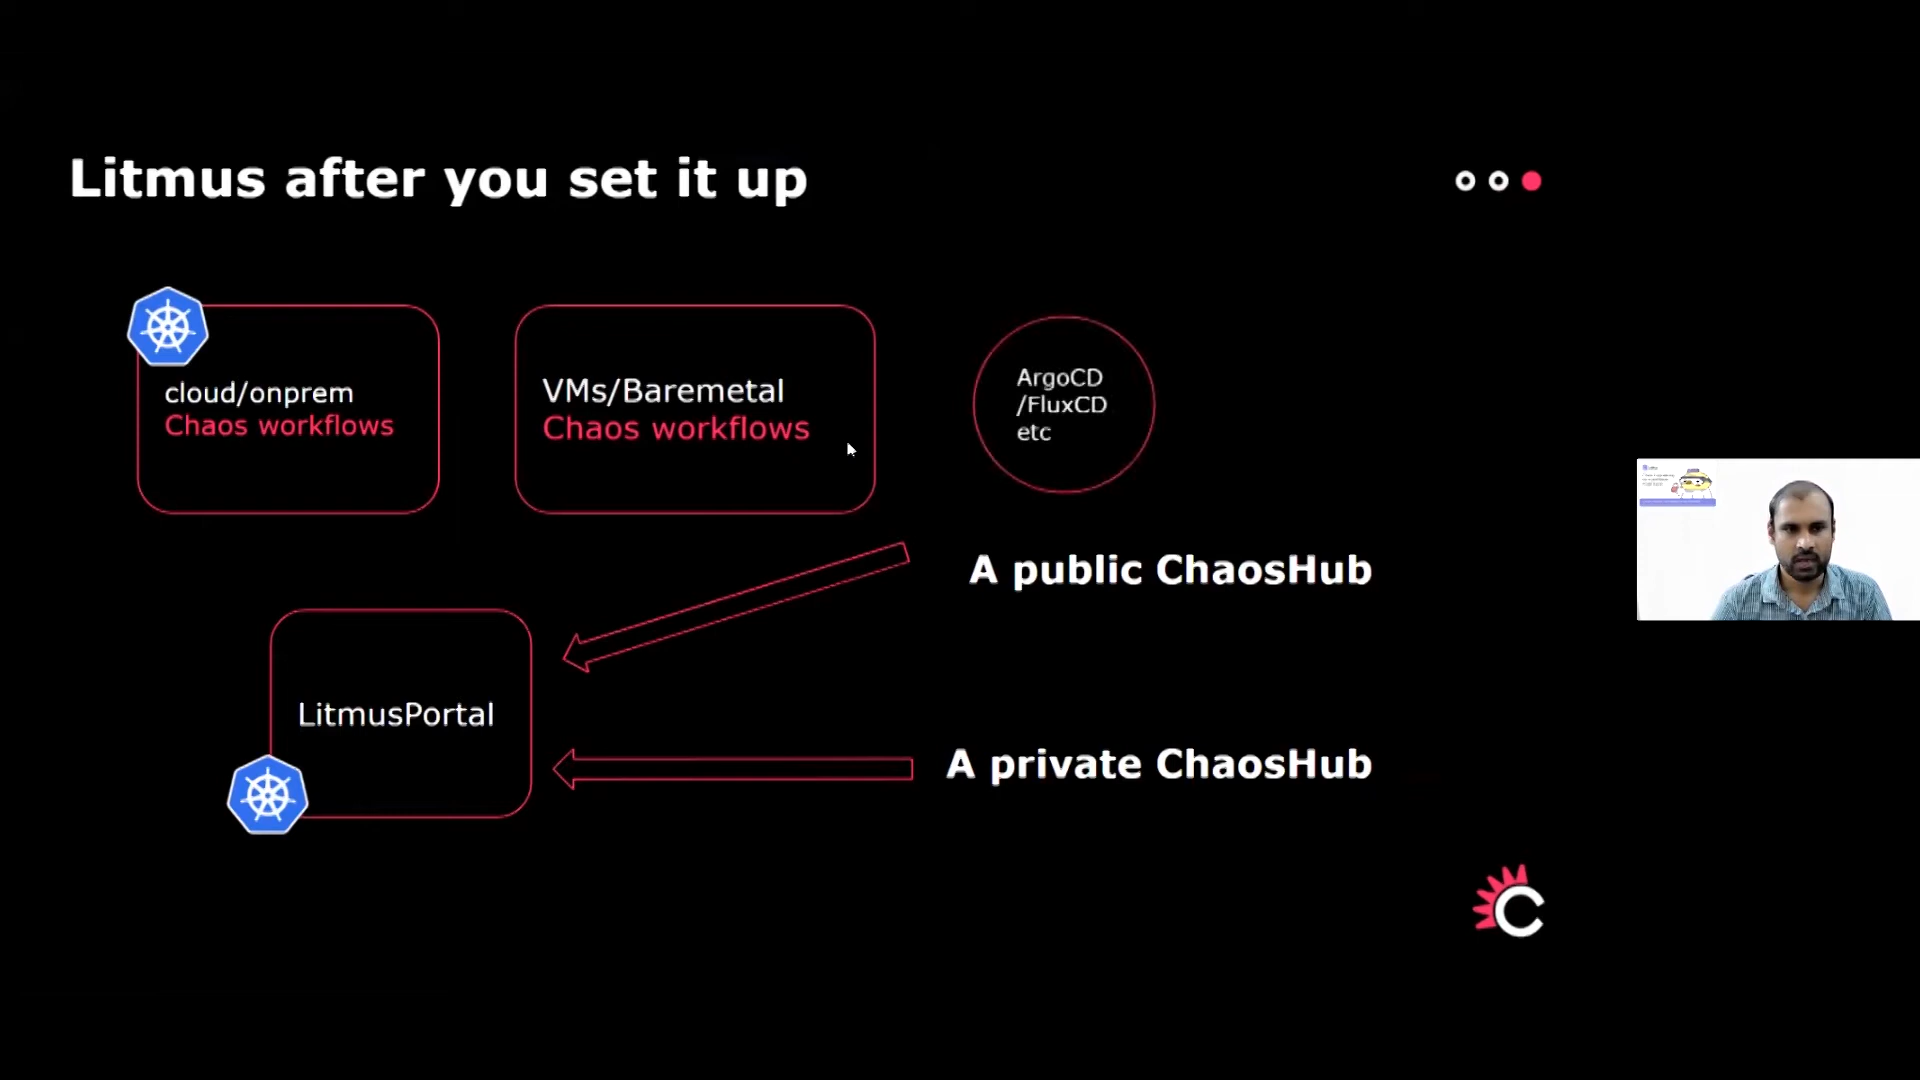 Litmus after you set it up
cloud/onprem
Chaos workflows
VMs/Baremetal
Chaos workflows
ArgoCD
/FluxCD
etc
A public ChaosHub
LitmusPortal
A private ChaosHub